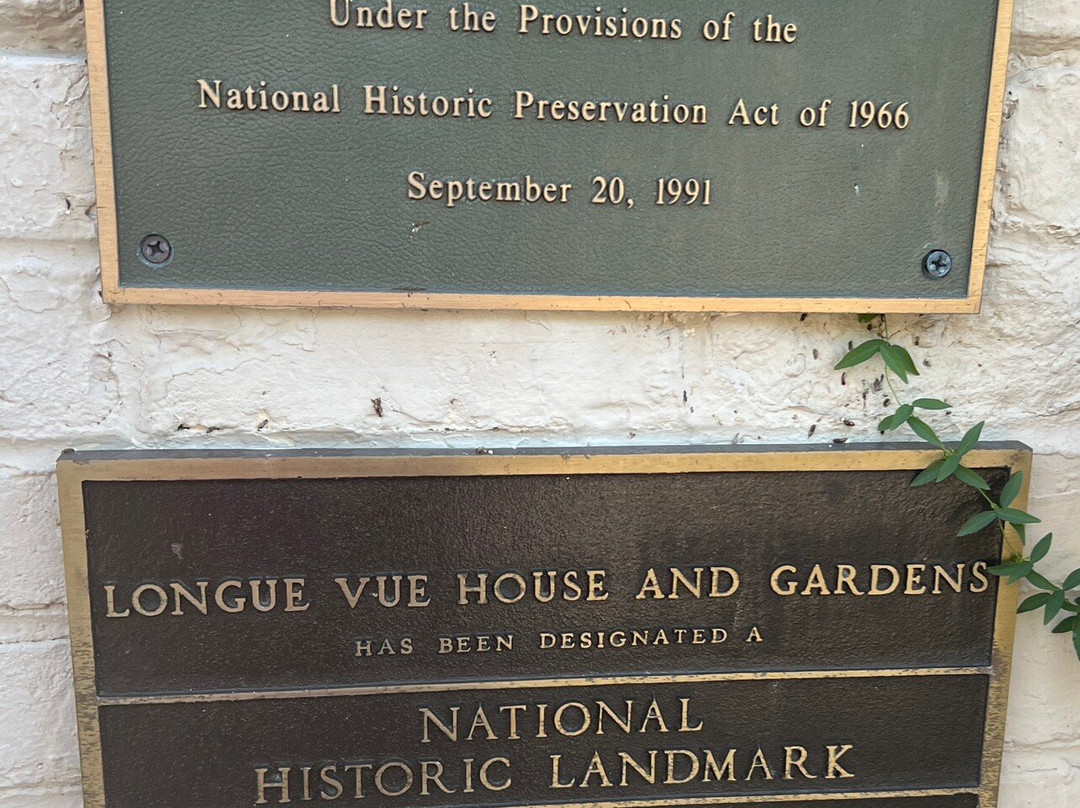 Under the Provisions of the
National Historic Preservation Act of 1966
September 20, 1991
LONGUE VUE HOUSE AND GARDENS
HAS BEEN DESIGNATED A
NATIONAL
HISTORIC LANDMARK